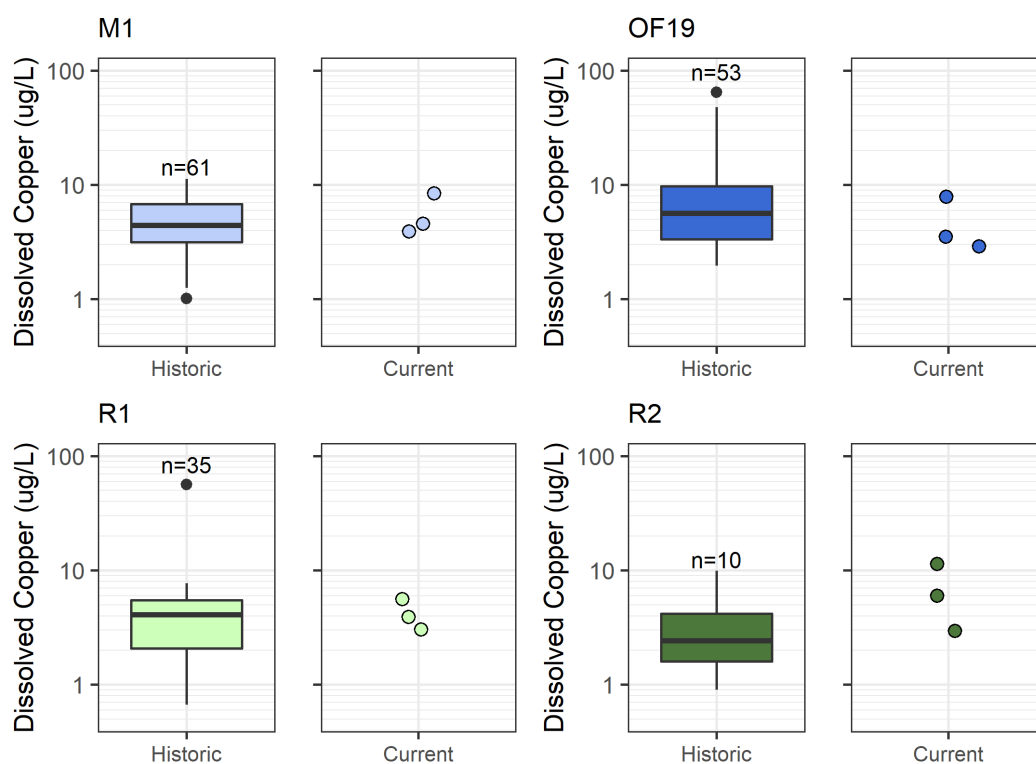 M1
OF19
Dissolved Copper (ug/L)
100
10
1
n=61
Historic
Current
Dissolved Copper (ug/L)
100
10
1
n=53
Historic
Current
R1
R2
Dissolved Copper (ug/L)
100
10
1
n=35
Historic
Current
Dissolved Copper (ug/L)
100
10
1
n=10
Historic
Current